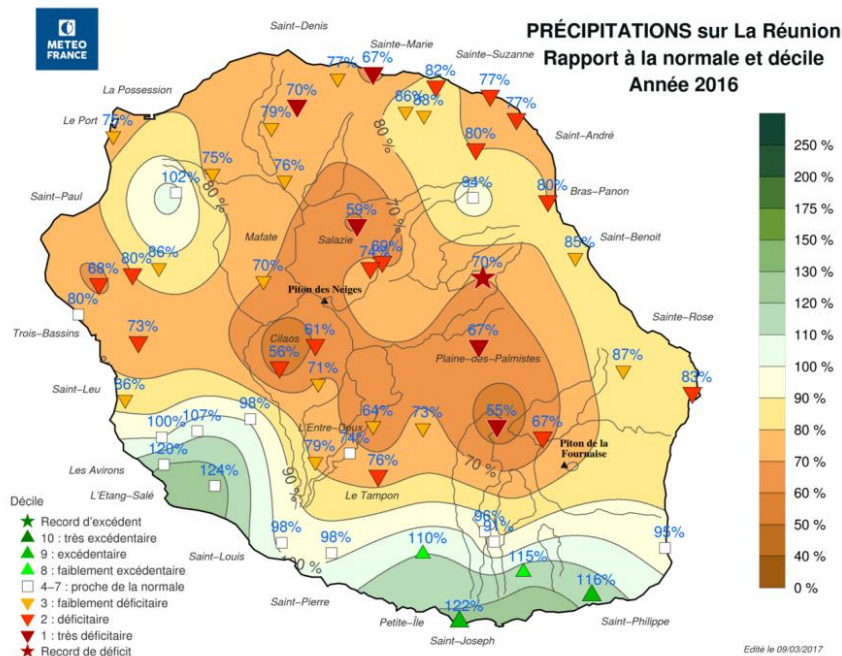 METEO
FRANCE
PRÉCIPITATIONS sur La Réunion
Rapport à la normale et décile
Année 2016
Saint-Denis
Sainte-Marie
Sainte-Suzanne
La Possession
Le Port
Saint-André
Bras-Panon
Saint-Paul
Mafate
Salazie
Saint-Benoit
Piton des Neiges
Sainte-Rose
Trois-Bassins
Cilaos
Plaine-des-Palmistes
Saint-Leu
L'Entre-Deux
Piton de la
Fournaise
Les Avirons
L'Etang-Salé
Le Tampon
Saint-Louis
Saint-Pierre
Petite-Île
Saint-Joseph
Saint-Philippe
77%
67%
82%
77%
77%
70%
79%
86%
88%
75%
80%
75%
76%
102%
94%
80%
59%
69%
74%
85%
68%
80%
86%
70%
70%
80%
73%
61%
67%
56%
71%
87%
83%
86%
98%
107%
100%
64%
73%
55%
67%
74%
79%
76%
120%
124%
98%
98%
110%
96%
91%
95%
115%
116%
122%
80 %
80 %
70 %
70 %
90 %
100 %
250 %
200 %
175 %
150 %
130 %
120 %
110 %
100 %
90 %
80 %
70 %
60 %
50 %
40 %
0 %
Décile
Record d'excédent
10 : très excédentaire
9 : excédentaire
8 : faiblement excédentaire
4-7 : proche de la normale
3 : faiblement déficitaire
2 : déficitaire
1 : très déficitaire
Record de déficit
Edité le 09/03/2017